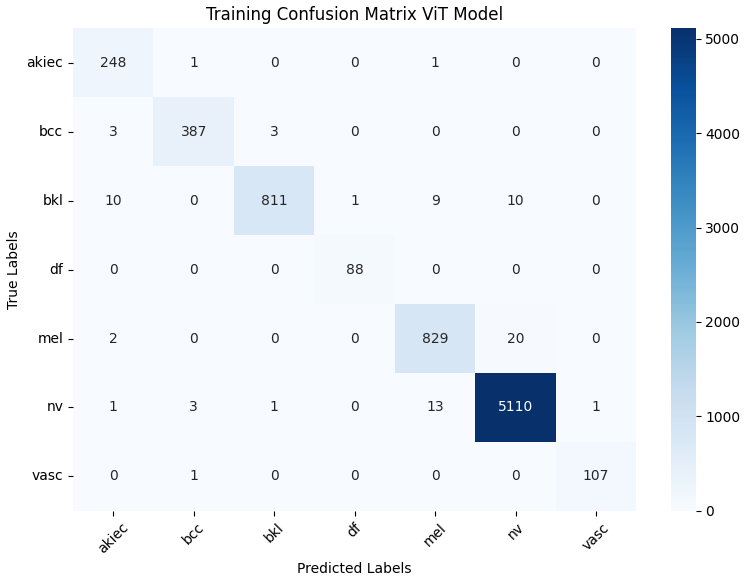 Training Confusion Matrix ViT Model
akiec 248 1 0 0 1 0 0
bcc 3 387 3 0 0 0 0
bkl 10 0 811 1 9 10 0
df 0 0 0 88 0 0 0
mel 2 0 0 0 829 20 0
nv 1 3 1 0 13 5110 1
vasc 0 1 0 0 0 0 107
akiec bcc bkl df mel nv vasc
Predicted Labels
True Labels
5000
4000
3000
2000
1000
0